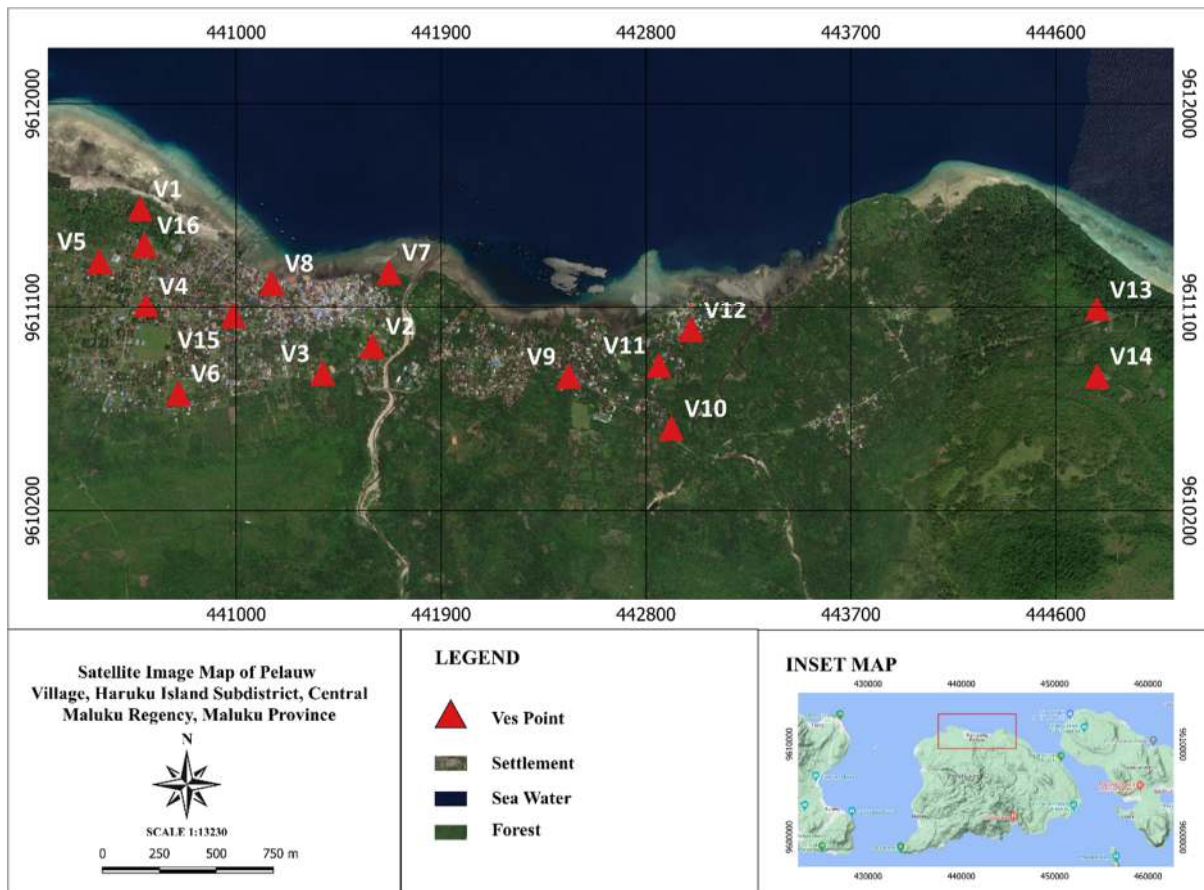 441000 441900 442800 443700 444600
9612000 9612000
V1
V16
V5
V7
V8
V4
V13
V12
V15
V2
V11
V14
V3
V9
V6
V10
9611100 9611100
9610200 9610200
441000 441900 442800 443700 444600
Satellite Image Map of Pelauw
Village, Haruku Island Subdistrict, Central
Maluku Regency, Maluku Province
N
SCALE 1:13230
0 250 500 750 m
LEGEND
Ves Point
Settlement
Sea Water
Forest
INSET MAP
430000 440000 450000 460000
9610000 9610000
9600000 9600000
430000 440000 450000 460000